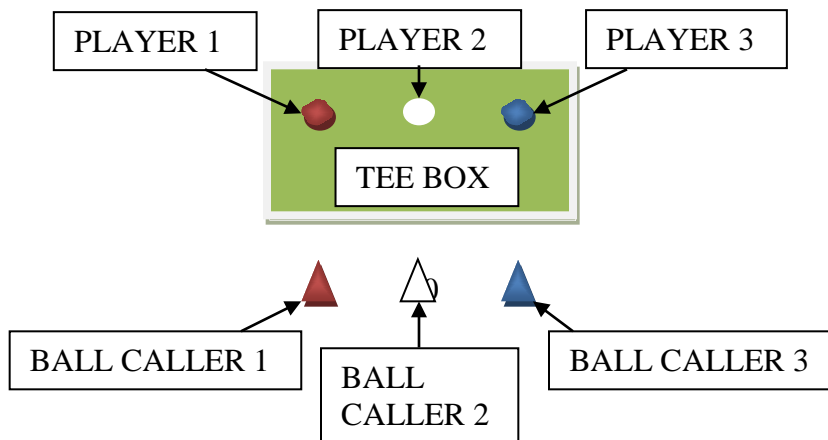 PLAYER 1
PLAYER 2
PLAYER 3
TEE BOX
BALL CALLER 1
BALL
CALLER 2
BALL CALLER 3